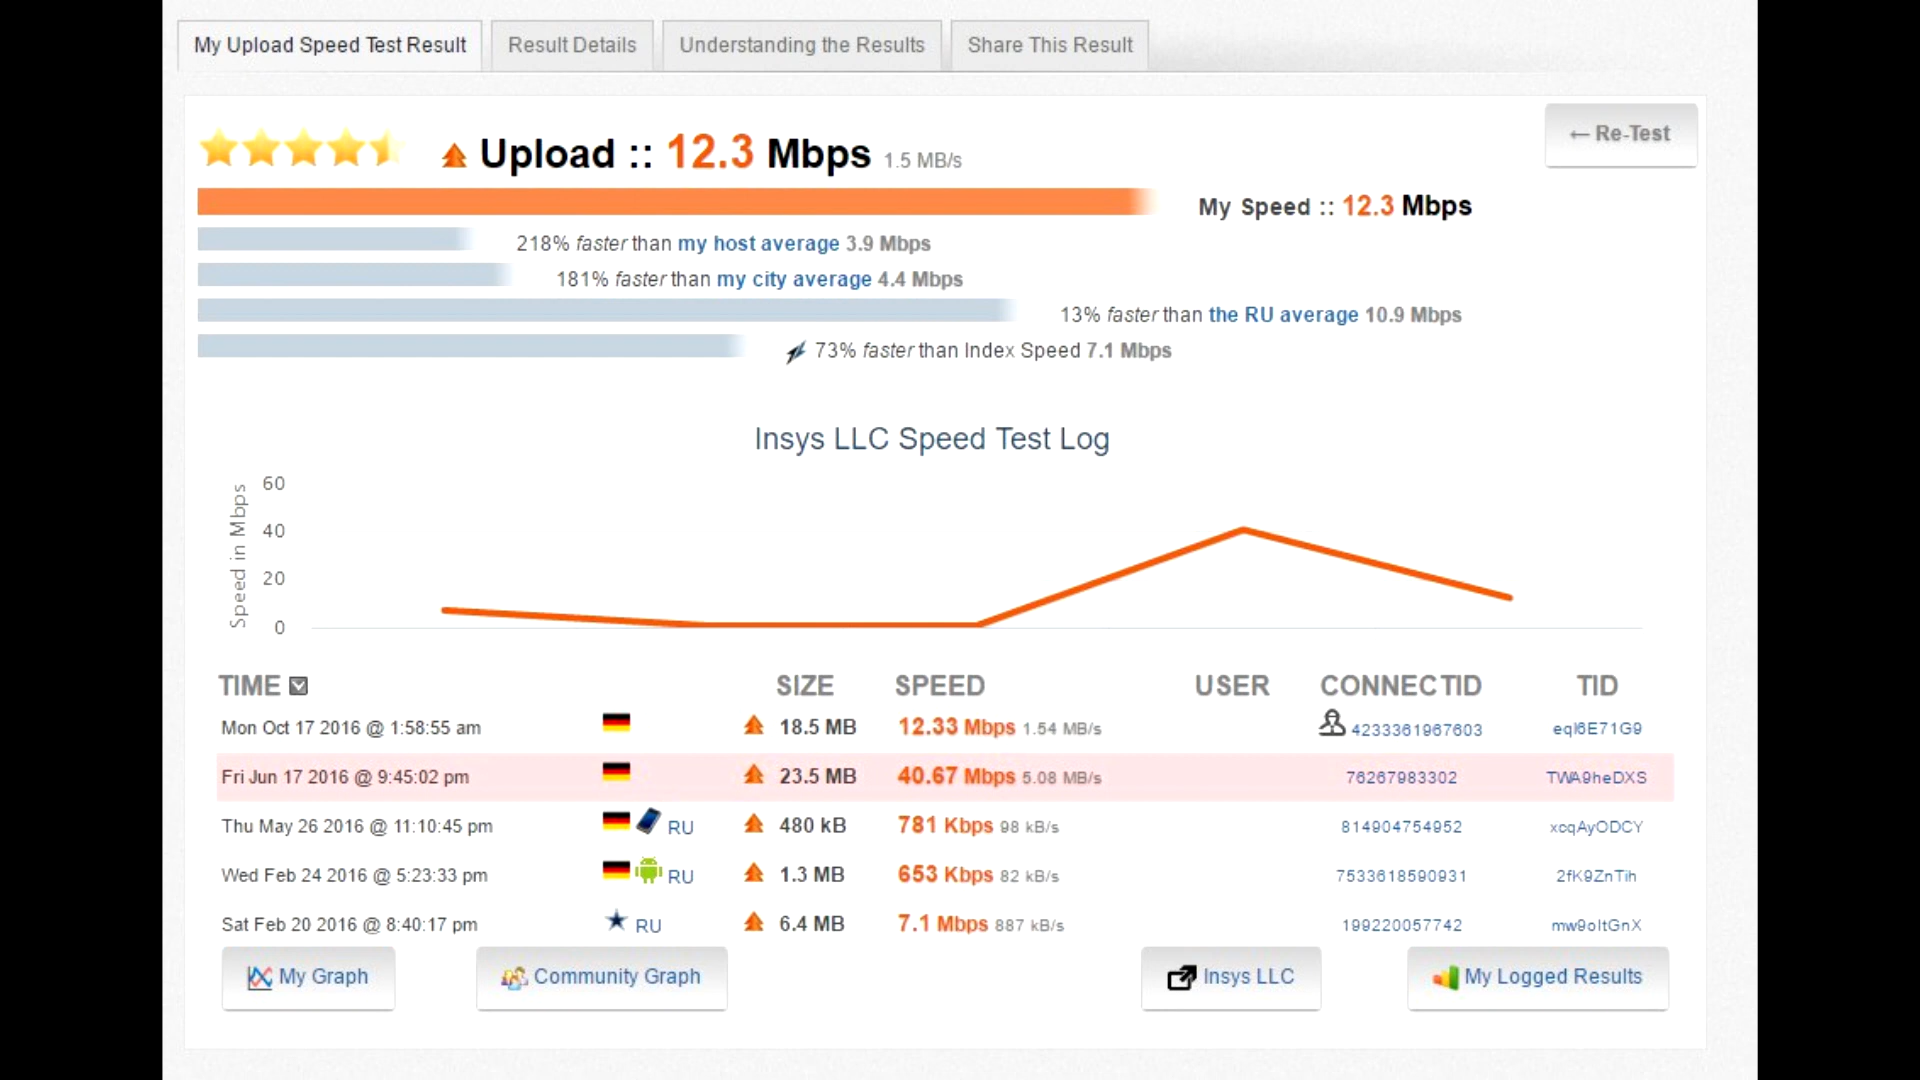 My Upload Speed Test Result Result Details Understanding the Results Share This Result
← Re-Test
Upload :: 12.3 Mbps 1.5 MB/s
My Speed :: 12.3 Mbps
218% faster than my host average 3.9 Mbps
181% faster than my city average 4.4 Mbps
13% faster than the RU average 10.9 Mbps
73% faster than Index Speed 7.1 Mbps
Insys LLC Speed Test Log
Speed in Mbps
60
40
20
0
TIME SIZE SPEED USER CONNECTID TID
Mon Oct 17 2016 @ 1:58:55 am 18.5 MB 12.33 Mbps 1.54 MB/s 4233361967603 eql6E71G9
Fri Jun 17 2016 @ 9:45:02 pm 23.5 MB 40.67 Mbps 5.08 MB/s 76267983302 TWA9heDXS
Thu May 26 2016 @ 11:10:45 pm RU 480 kB 781 Kbps 98 kB/s 814904754952 xcqAyODCY
Wed Feb 24 2016 @ 5:23:33 pm RU 1.3 MB 653 Kbps 82 kB/s 7533618590931 2fK9ZnTih
Sat Feb 20 2016 @ 8:40:17 pm RU 6.4 MB 7.1 Mbps 887 kB/s 199220057742 mw9oltGnX
My Graph Community Graph Insys LLC My Logged Results